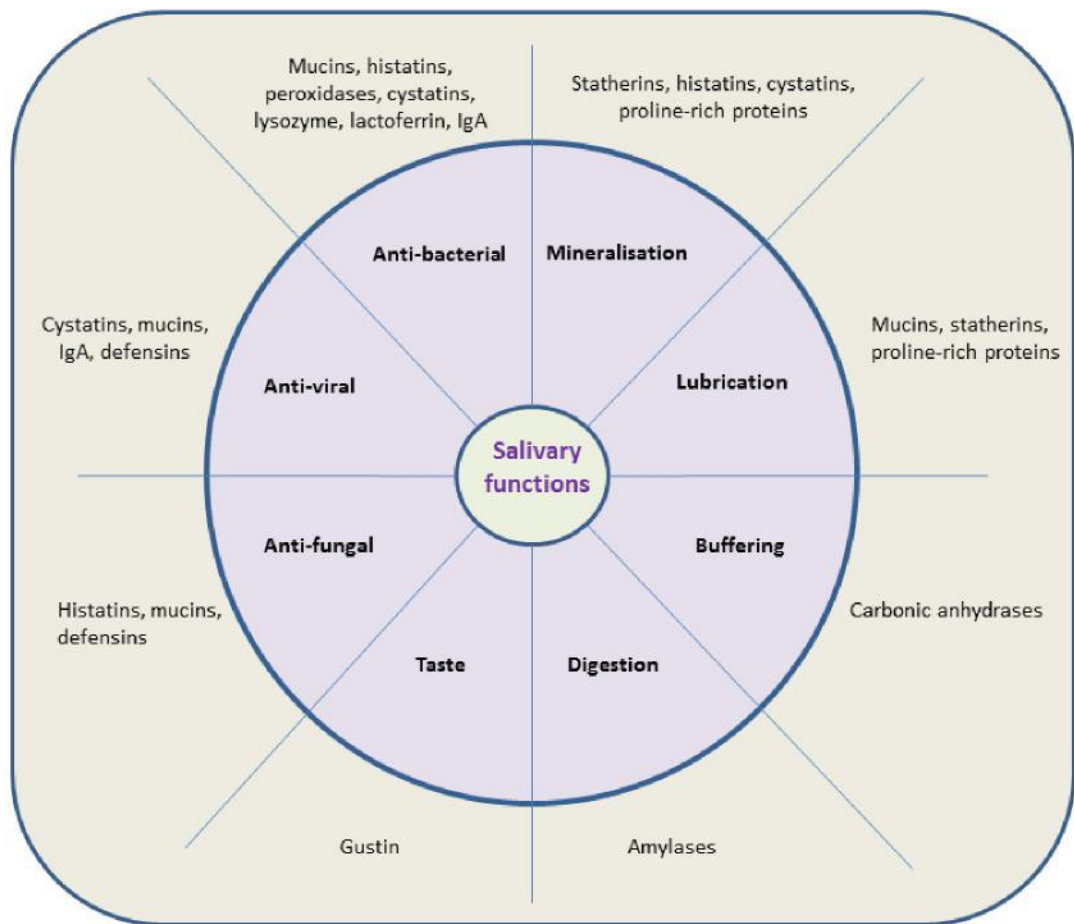 Mucins, histatins,
peroxidases, cystatins,
lysozyme, lactoferrin, IgA
Statherins, histatins, cystatins,
proline-rich proteins
Anti-bacterial
Mineralisation
Cystatins, mucins,
IgA, defensins
Mucins, statherins,
proline-rich proteins
Anti-viral
Lubrication
Salivary
functions
Anti-fungal
Buffering
Histatins, mucins,
defensins
Carbonic anhydrases
Taste
Digestion
Gustin
Amylases